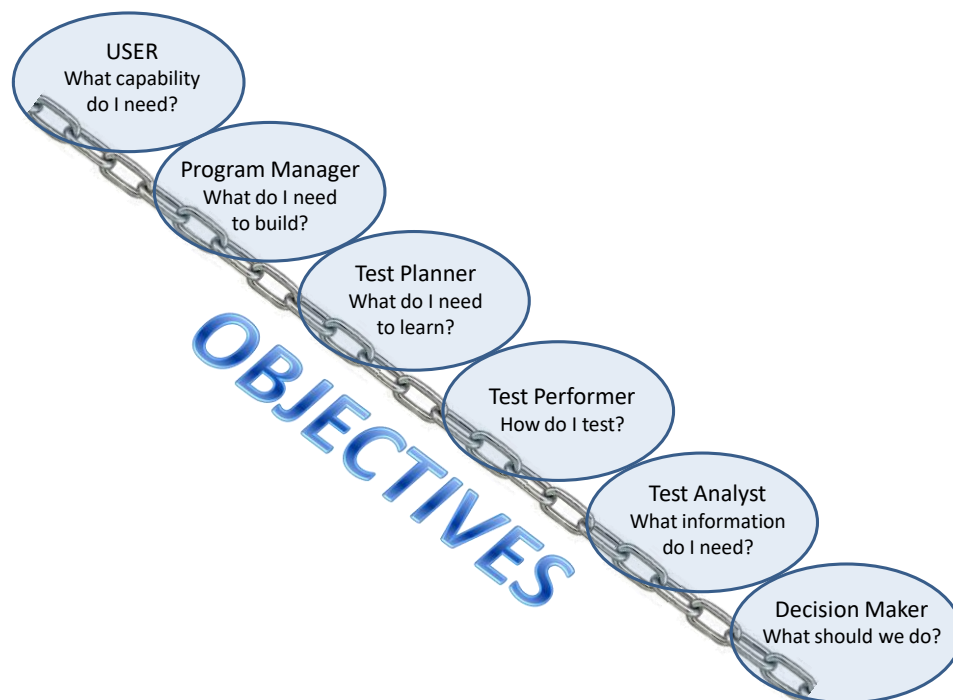 USER
What capability
do I need?
Program Manager
What do I need
to build?
Test Planner
What do I need
to learn?
OBJECTIVES
Test Performer
How do I test?
Test Analyst
What information
do I need?
Decision Maker
What should we do?